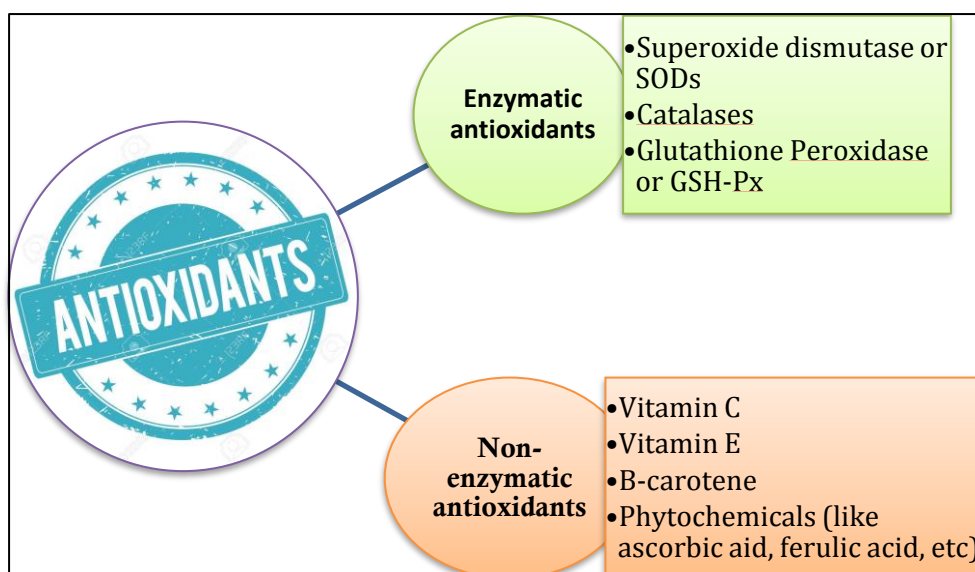 ANTIOXIDANTS
Enzymatic
antioxidants
•Superoxide dismutase or
SODs
•Catalases
•Glutathione Peroxidase
or GSH-Px
Non-
enzymatic
antioxidants
•Vitamin C
•Vitamin E
•B-carotene
•Phytochemicals (like
ascorbic aid, ferulic acid, etc)